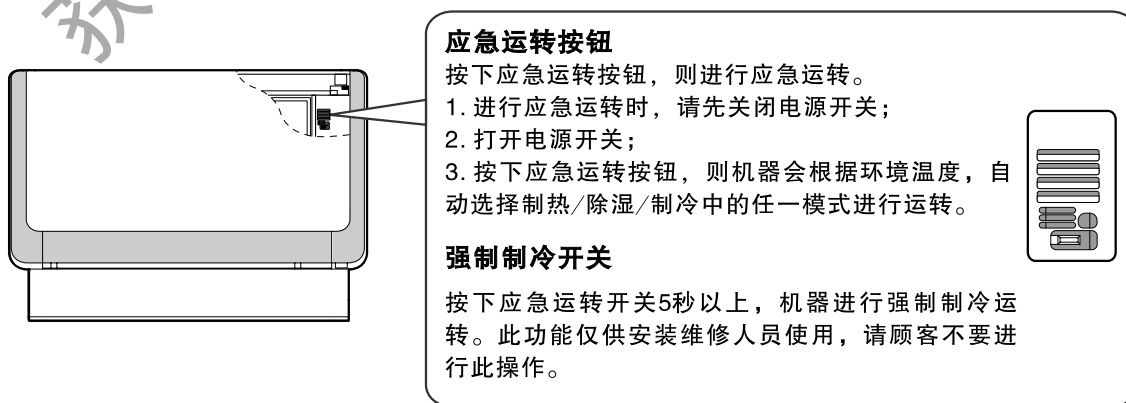 应急运转按钮
按下应急运转按钮，则进行应急运转。
1. 进行应急运转时，请先关闭电源开关；
2. 打开电源开关；
3. 按下应急运转按钮，则机器会根据环境温度，自
动选择制热/除湿/制冷中的任一模式进行运转。
强制制冷开关
按下应急运转开关5秒以上，机器进行强制制冷运
转。此功能仅供安装维修人员使用，请顾客不要进
行此操作。